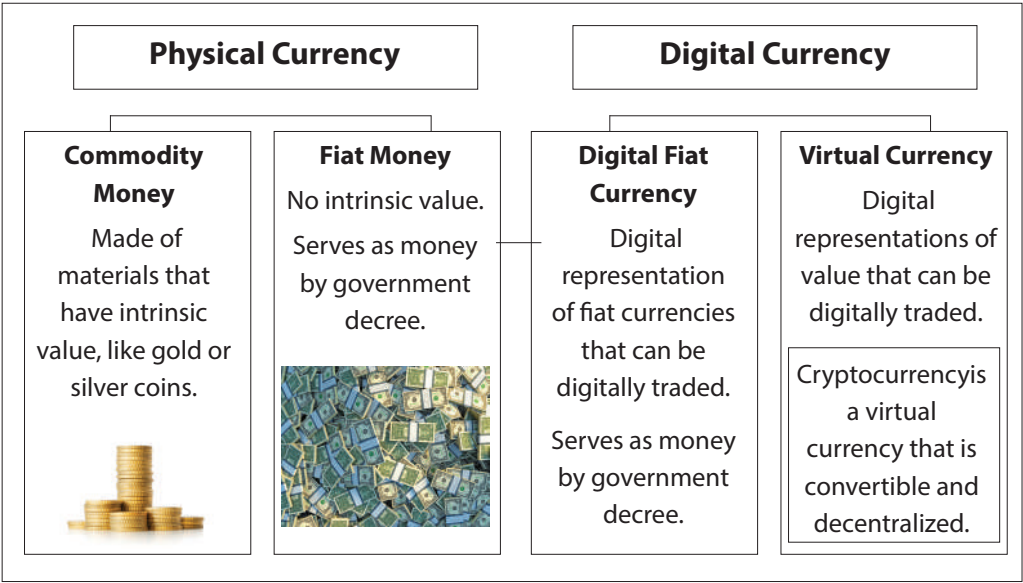 Physical Currency
Digital Currency
Commodity
Money
Made of
materials that
have intrinsic
value, like gold or
silver coins.
Fiat Money
No intrinsic value.
Serves as money
by government
decree.
Digital Fiat
Currency
Digital
representation
of fiat currencies
that can be
digitally traded.
Serves as money
by government
decree.
Virtual Currency
Digital
representations of
value that can be
digitally traded.
Cryptocurrencyis
a virtual
currency that is
convertible and
decentralized.